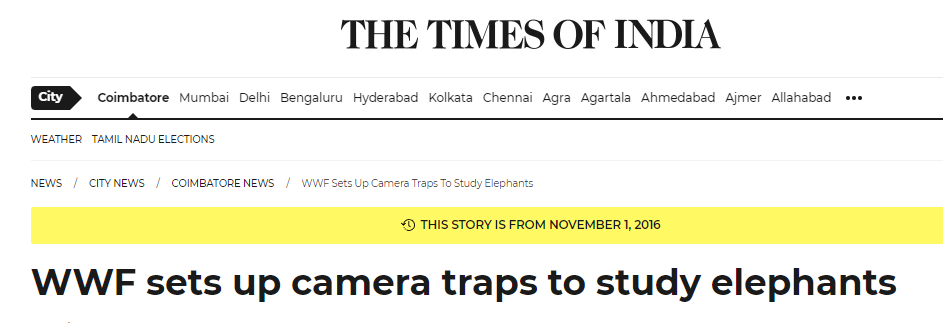 THE TIMES OF INDIA
City Coimbatore Mumbai Delhi Bengaluru Hyderabad Kolkata Chennai Agra Agartala Ahmedabad Ajmer Allahabad •••
WEATHER TAMIL NADU ELECTIONS
NEWS / CITY NEWS / COIMBATORE NEWS / WWF Sets Up Camera Traps To Study Elephants
THIS STORY IS FROM NOVEMBER 1, 2016
WWF sets up camera traps to study elephants